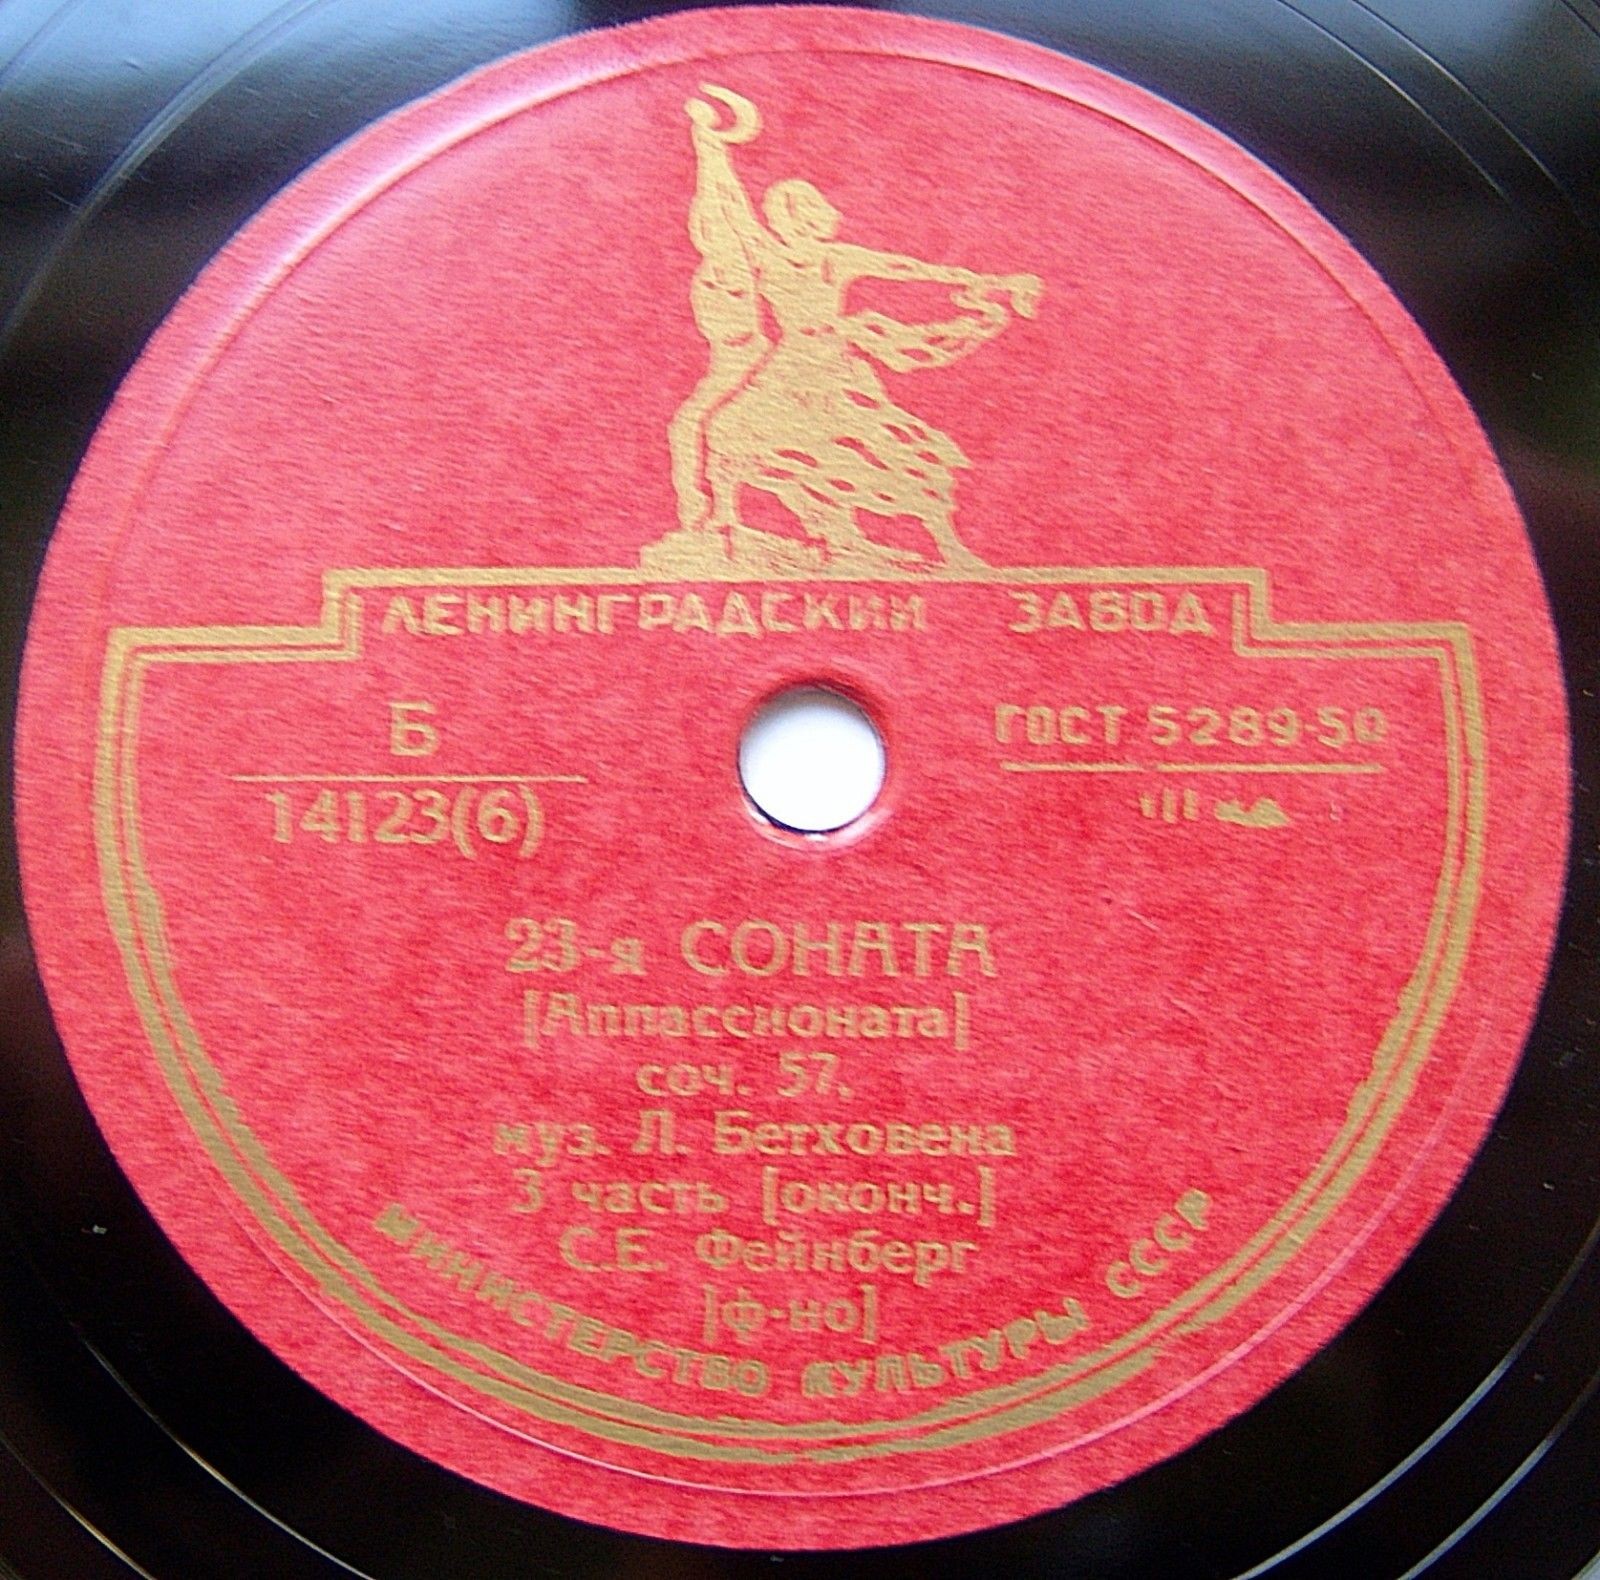 ЛЕНИНГРАДСКИЙ ЗАВОД
Б
14123(6)
ГОСТ 5289-50
23-я СОНАТА
[Аппассионата]
соч. 57.
муз. Л. Бетховена
3 часть [оконч.]
С.Е. Фейнберг
[ф-но]
МИНИСТЕРСТВО КУЛЬТУРЫ СССР